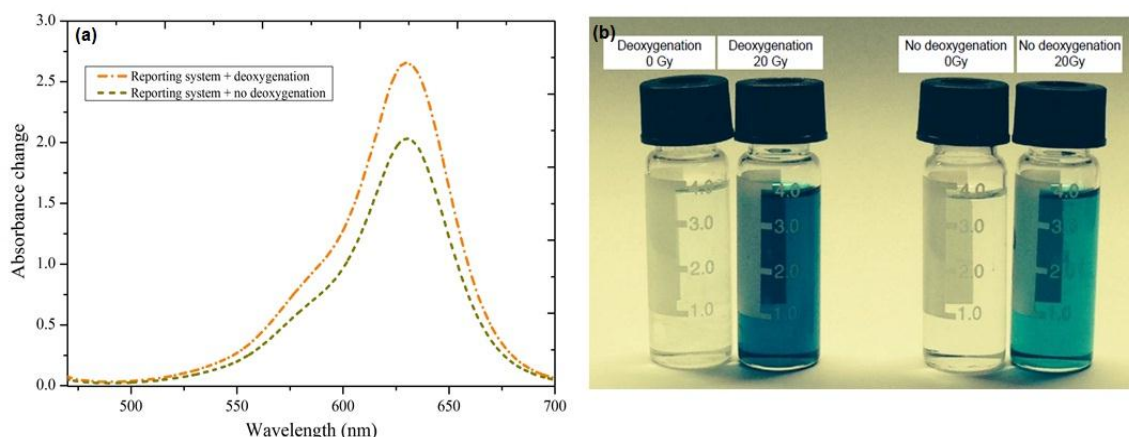 (a)
Reporting system + deoxygenation
Reporting system + no deoxygenation
Absorbance change
3.0
2.5
2.0
1.5
1.0
0.5
0.0
500
550
600
650
700
Wavelength (nm)
(b)
Deoxygenation
0 Gy
Deoxygenation
20 Gy
No deoxygenation
0Gy
No deoxygenation
20Gy
4.0
3.0
2.0
1.0
4.0
3.0
2.0
1.0
4.0
3.0
2.0
1.0
4.0
3.0
2.0
1.0